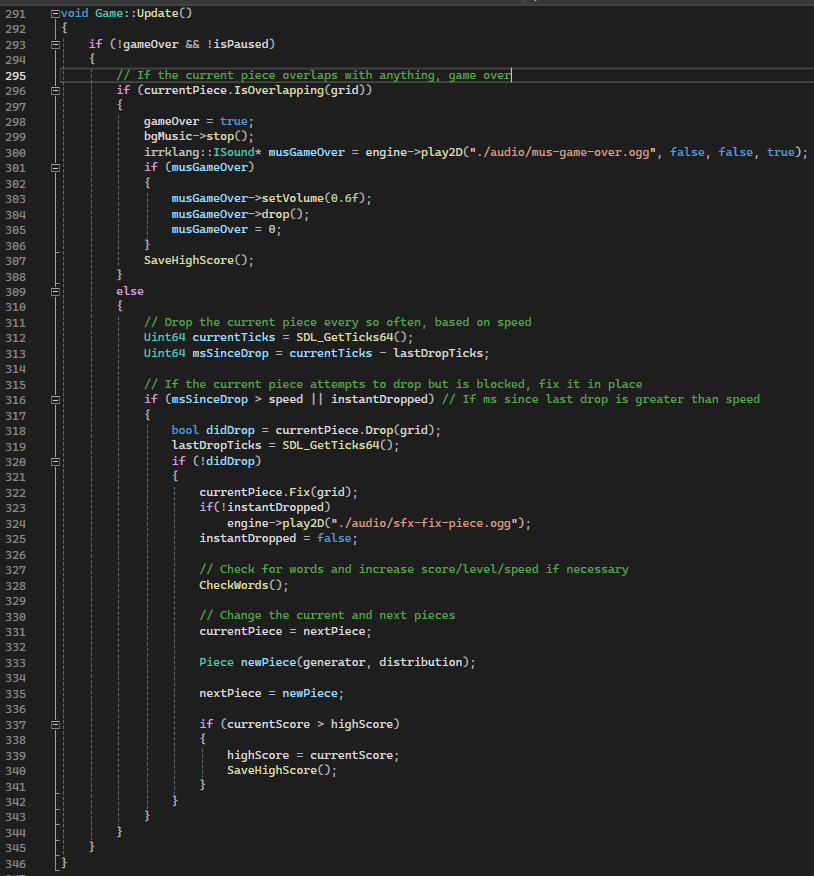 291 void Game::Update()
292 {
293 if (!gameOver && !isPaused)
294 {
295 // If the current piece overlaps with anything, game over
296 if (currentPiece.IsOverlapping(grid))
297 {
298 gameOver = true;
299 bgMusic->stop();
300 irrklang::ISound* musGameOver = engine->play2D("./audio/mus-game-over.ogg", false, false, true);
301 if (musGameOver)
302 {
303 musGameOver->setVolume(0.6f);
304 musGameOver->drop();
305 musGameOver = 0;
306 }
307 SaveHighScore();
308 }
309 else
310 {
311 // Drop the current piece every so often, based on speed
312 Uint64 currentTicks = SDL_GetTicks64();
313 Uint64 msSinceDrop = currentTicks - lastDropTicks;
314
315 // If the current piece attempts to drop but is blocked, fix it in place
316 if (msSinceDrop > speed || instantDropped) // If ms since last drop is greater than speed
317 {
318 bool didDrop = currentPiece.Drop(grid);
319 lastDropTicks = SDL_GetTicks64();
320 if (!didDrop)
321 {
322 currentPiece.Fix(grid);
323 if(!instantDropped)
324 engine->play2D("./audio/sfx-fix-piece.ogg");
325 instantDropped = false;
326
327 // Check for words and increase score/level/speed if necessary
328 CheckWords();
329
330 // Change the current and next pieces
331 currentPiece = nextPiece;
332
333 Piece newPiece(generator, distribution);
334
335 nextPiece = newPiece;
336
337 if (currentScore > highScore)
338 {
339 highScore = currentScore;
340 SaveHighScore();
341 }
342 }
343 }
344 }
345 }
346 }